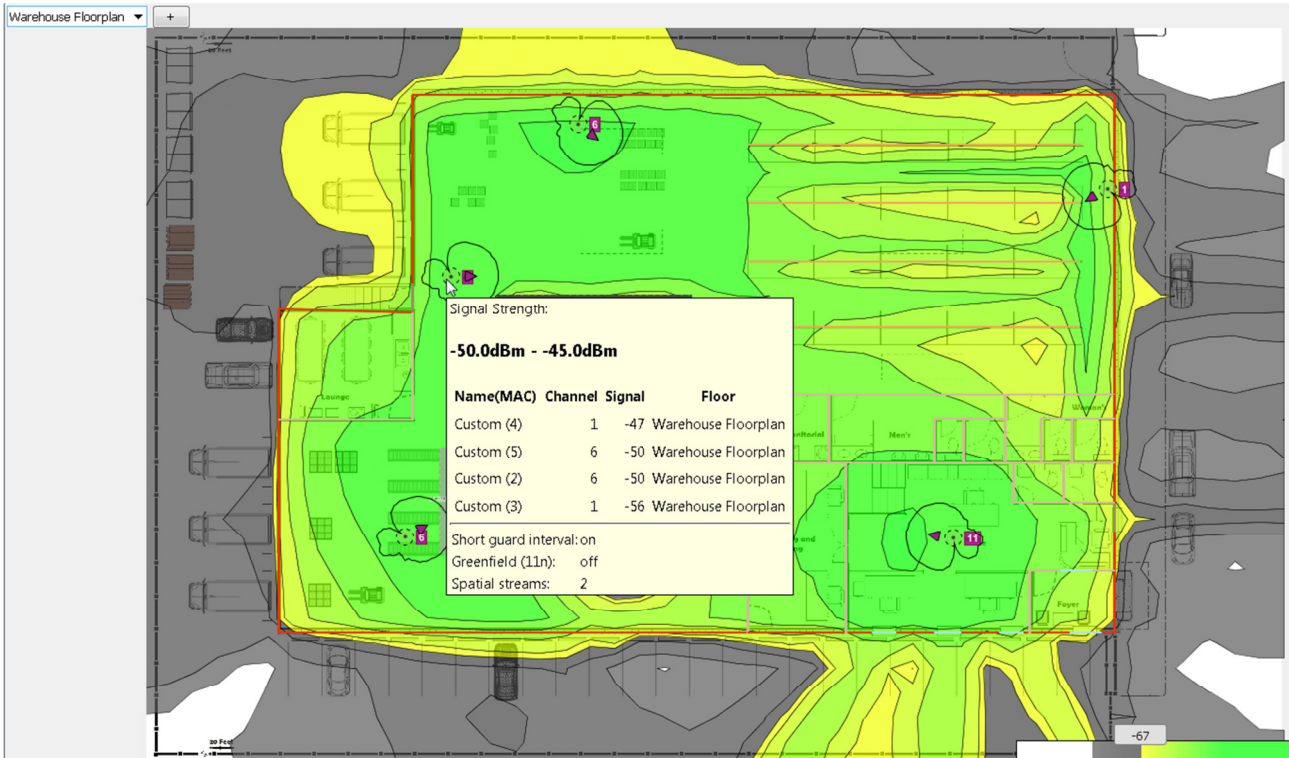 Warehouse Floorplan
+
20 Feet
6
1
Signal Strength:
-50.0dBm - -45.0dBm
Name(MAC) Channel Signal Floor
Custom (4) 1 -47 Warehouse Floorplan
Custom (5) 6 -50 Warehouse Floorplan
Custom (2) 6 -50 Warehouse Floorplan
Custom (3) 1 -56 Warehouse Floorplan
Short guard interval: on
Greenfield (11n): off
Spatial streams: 2
Lounge
Men's
Women's
6
11
Foyer
20 Feet
-67